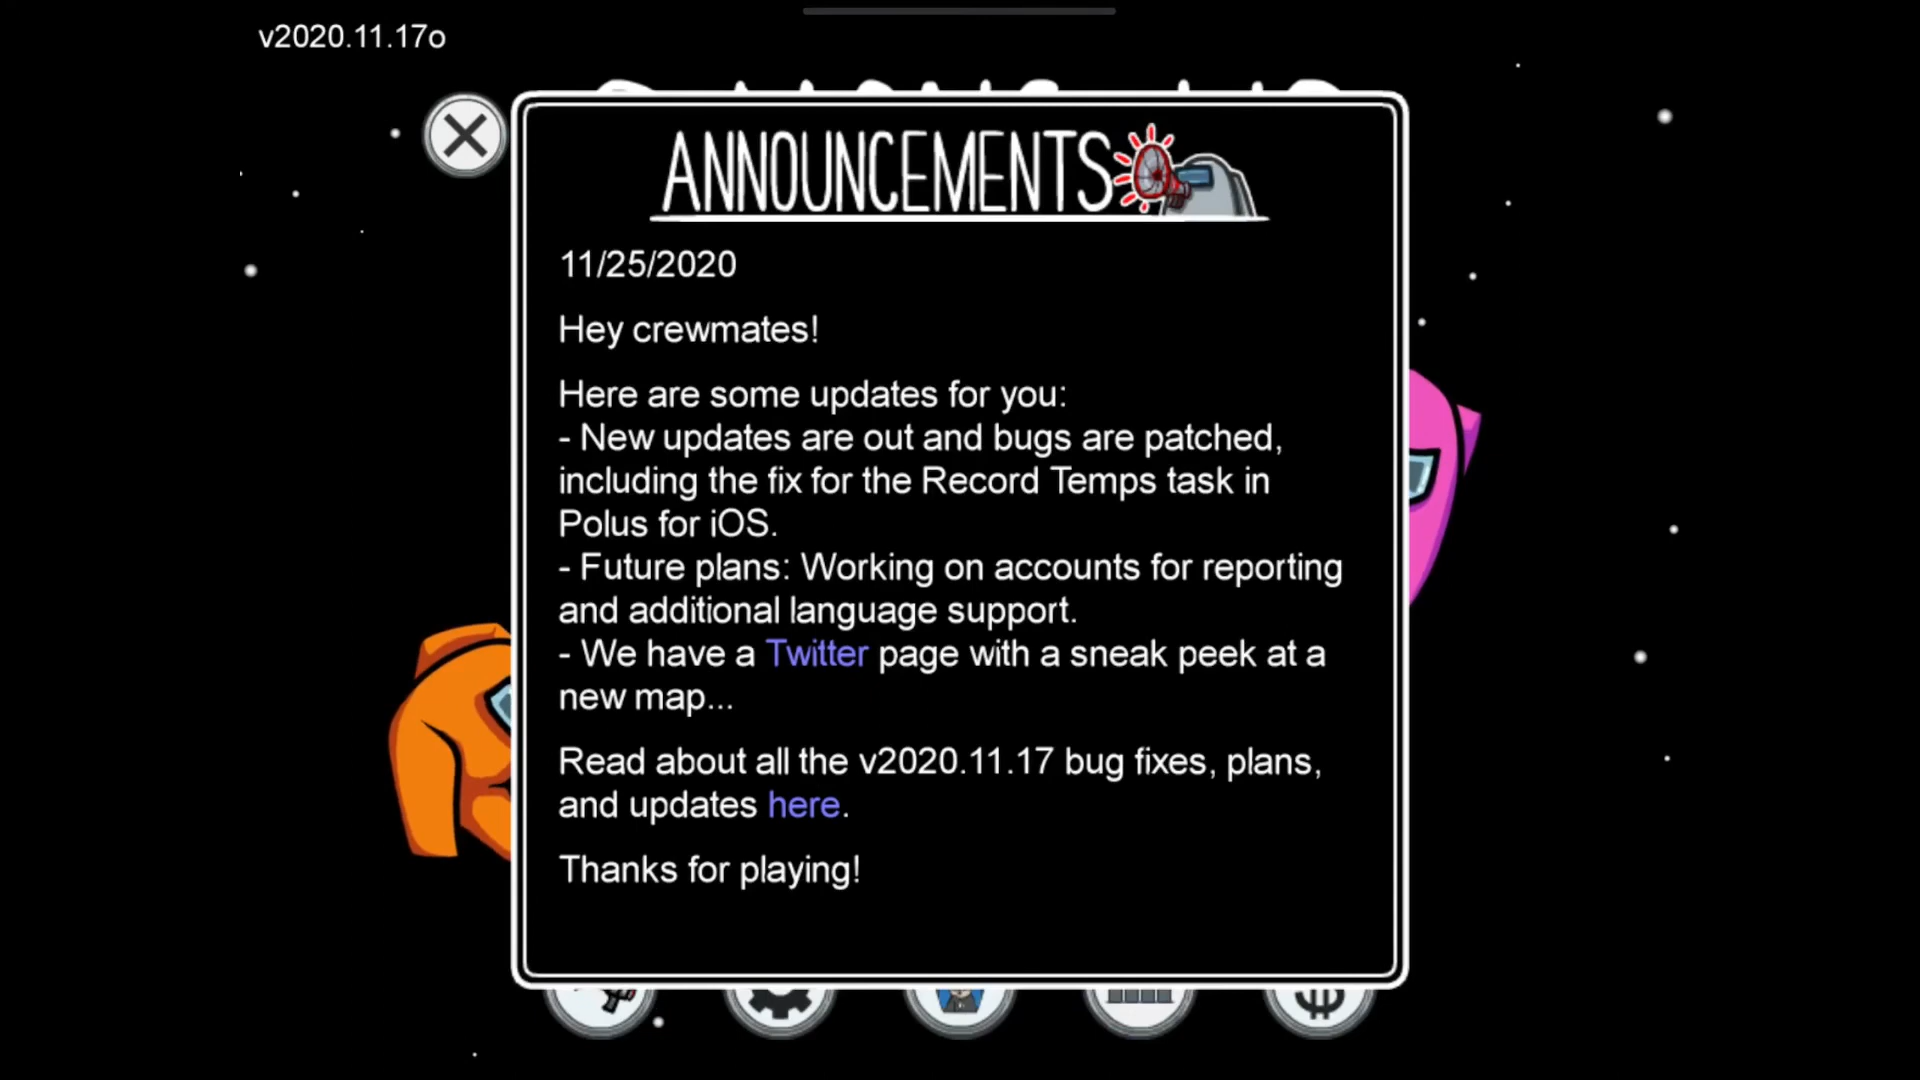 v2020.11.17o
ANNOUNCEMENTS
11/25/2020
Hey crewmates!
Here are some updates for you:
- New updates are out and bugs are patched,
including the fix for the Record Temps task in
Polus for iOS.
- Future plans: Working on accounts for reporting
and additional language support.
- We have a Twitter page with a sneak peek at a
new map...
Read about all the v2020.11.17 bug fixes, plans,
and updates here.
Thanks for playing!